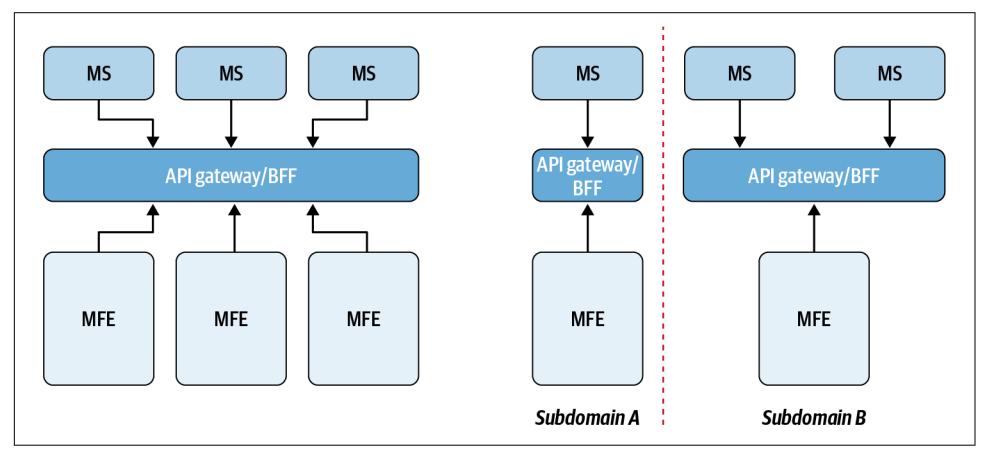 MS
MS
MS
MS
MS
MS
API gateway/BFF
API gateway/
BFF
API gateway/BFF
MFE
MFE
MFE
MFE
MFE
Subdomain A
Subdomain B